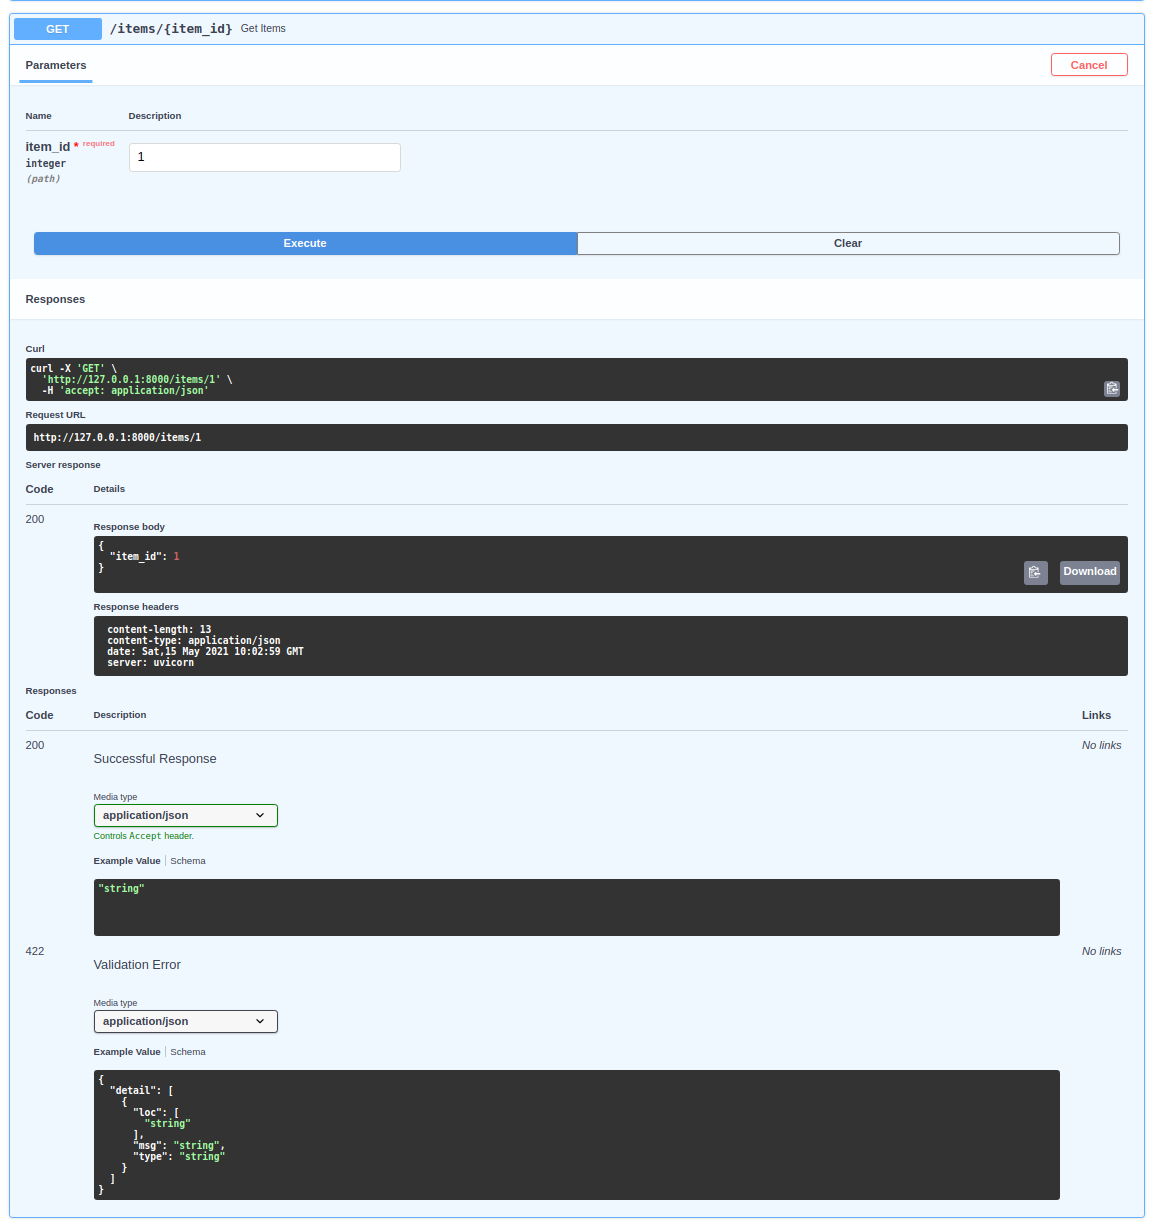 GET /items/{item_id} Get Items
Parameters Cancel
Name Description
item_id * required 1
integer
(path)
Execute Clear
Responses
Curl
curl -X 'GET' \
  'http://127.0.0.1:8000/items/1' \
  -H 'accept: application/json'
Request URL
http://127.0.0.1:8000/items/1
Server response
Code Details
200
Response body
{
  "item_id": 1
}
Download
Response headers
content-length: 13
content-type: application/json
date: Sat,15 May 2021 10:02:59 GMT
server: uvicorn
Responses
Code Description Links
200 No links
Successful Response
Media type
application/json
Controls Accept header.
Example Value Schema
"string"
422 No links
Validation Error
Media type
application/json
Example Value Schema
{
  "detail": [
    {
      "loc": [
        "string"
      ],
      "msg": "string",
      "type": "string"
    }
  ]
}